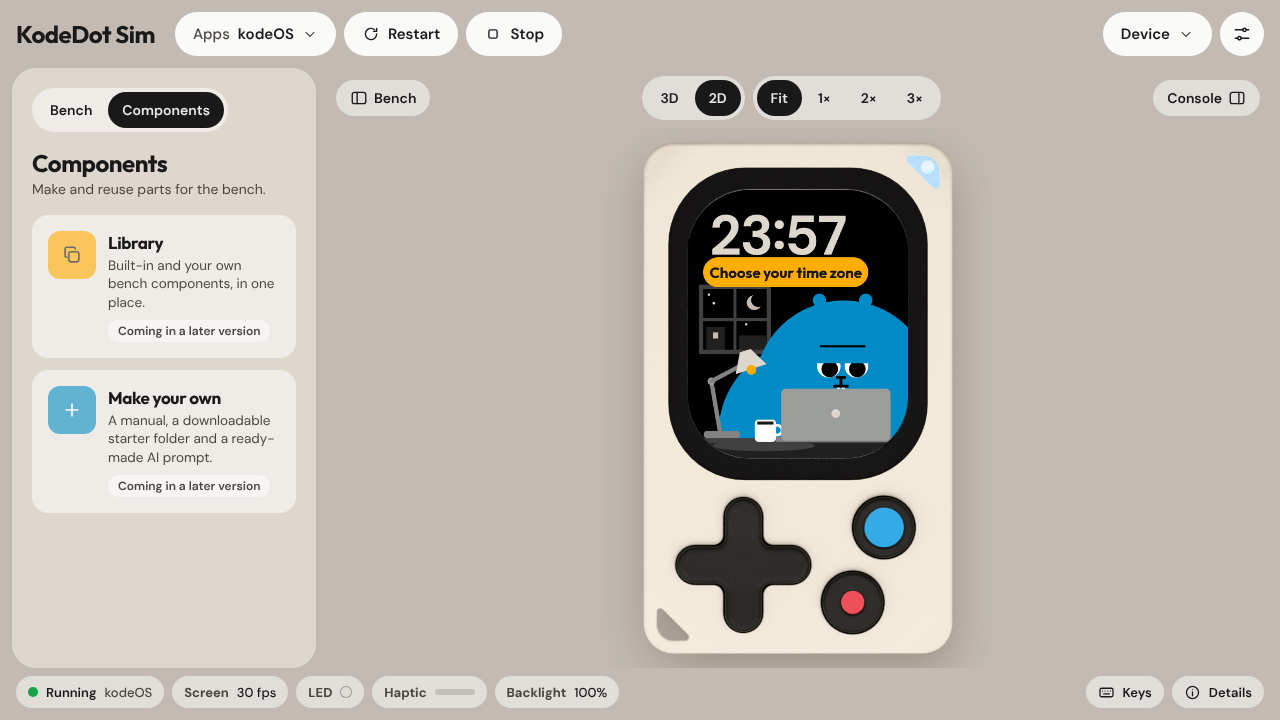 KodeDot Sim
Apps kodeOS
Restart
Stop
Device
Bench
Components
Bench
3D
2D
Fit
1×
2×
3×
Console
Components
Make and reuse parts for the bench.
Library
Built-in and your own
bench components, in one
place.
Coming in a later version
Make your own
A manual, a downloadable
starter folder and a ready-
made AI prompt.
Coming in a later version
23:57
Choose your time zone
Running kodeOS
Screen 30 fps
LED
Haptic
Backlight 100%
Keys
Details